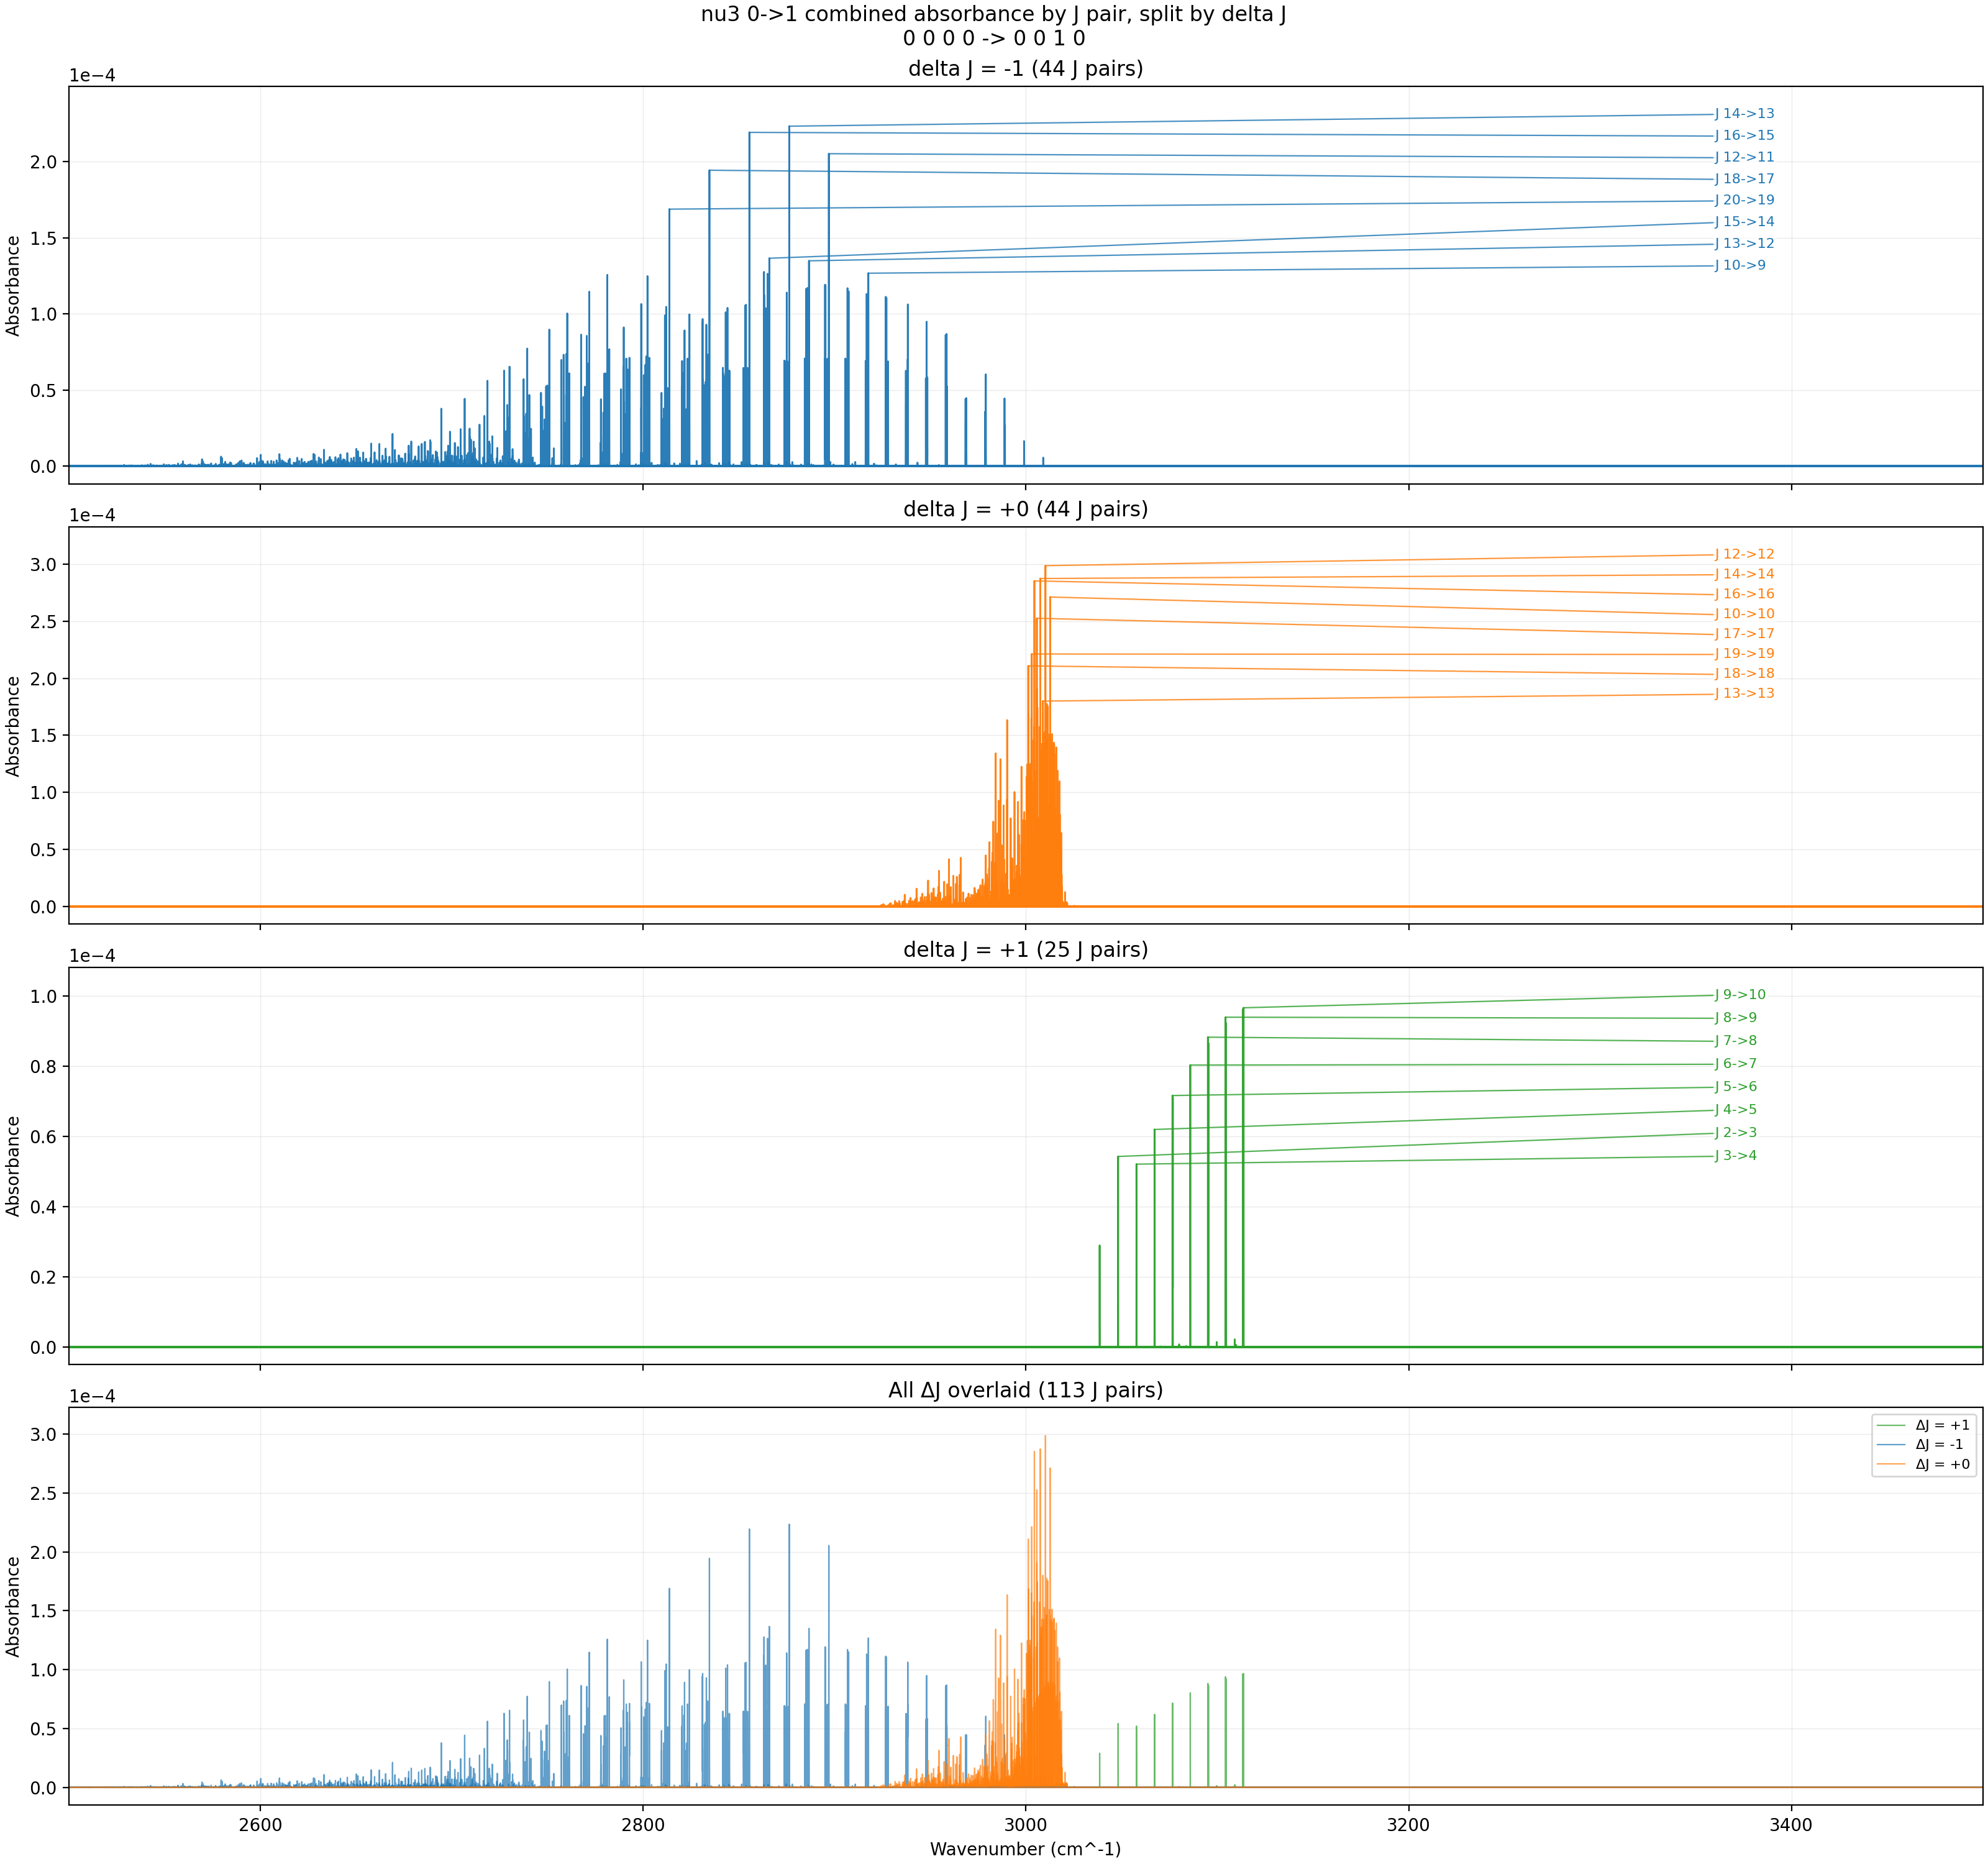 nu3 0->1 combined absorbance by J pair, split by delta J
0 0 0 0 -> 0 0 1 0
delta J = -1 (44 J pairs)
1e−4
Absorbance
2.0
1.5
1.0
0.5
0.0
J 14->13
J 16->15
J 12->11
J 18->17
J 20->19
J 15->14
J 13->12
J 10->9
delta J = +0 (44 J pairs)
1e−4
Absorbance
3.0
2.5
2.0
1.5
1.0
0.5
0.0
J 12->12
J 14->14
J 16->16
J 10->10
J 17->17
J 19->19
J 18->18
J 13->13
delta J = +1 (25 J pairs)
1e−4
Absorbance
1.0
0.8
0.6
0.4
0.2
0.0
J 9->10
J 8->9
J 7->8
J 6->7
J 5->6
J 4->5
J 2->3
J 3->4
All ΔJ overlaid (113 J pairs)
1e−4
Absorbance
3.0
2.5
2.0
1.5
1.0
0.5
0.0
ΔJ = +1
ΔJ = -1
ΔJ = +0
2600 2800 3000 3200 3400
Wavenumber (cm^-1)